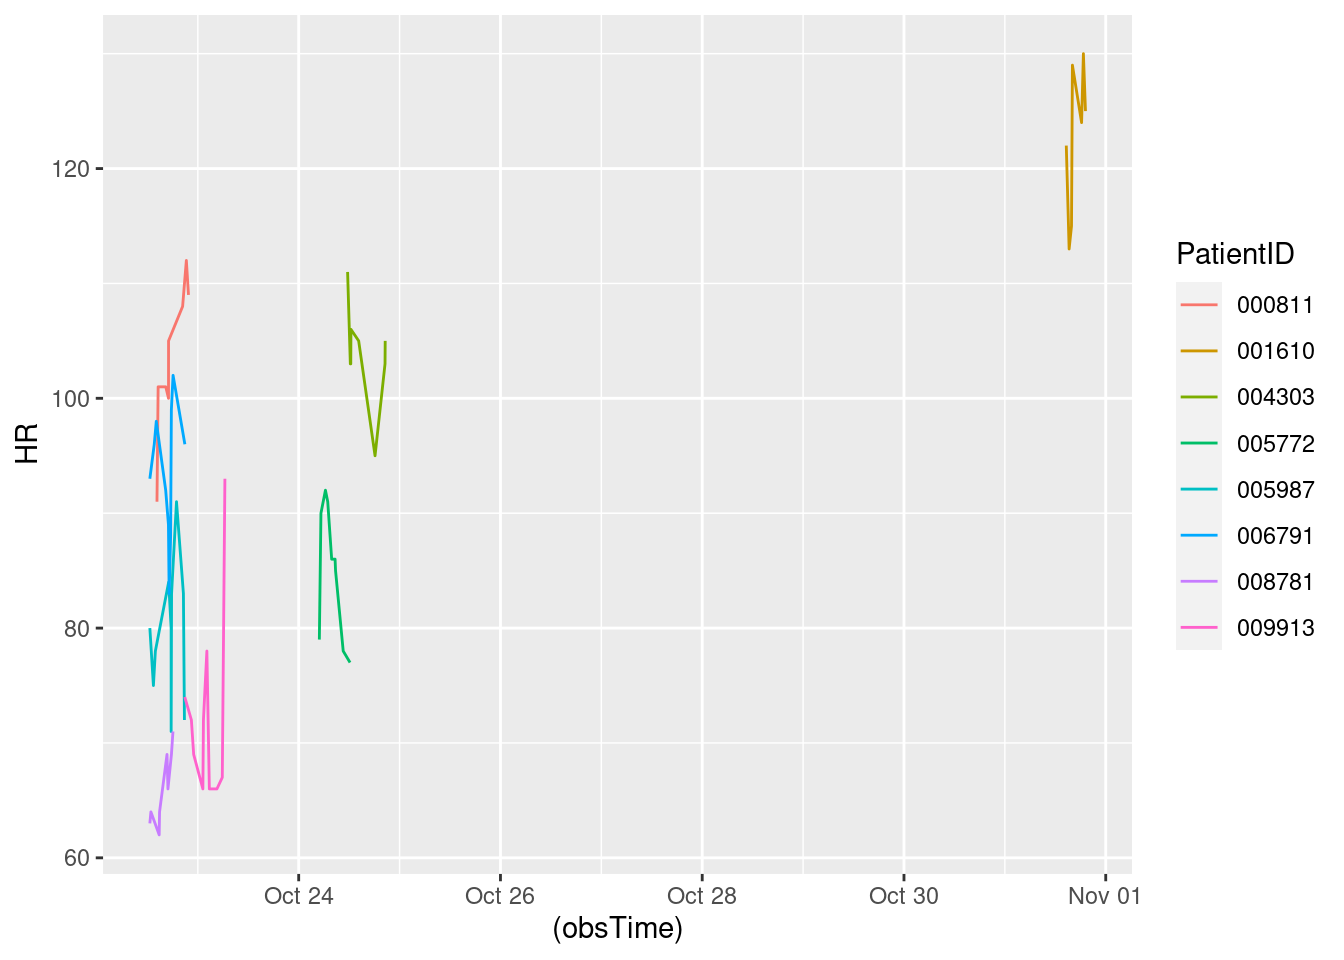 120
100
80
60
HR
Oct 24
Oct 26
Oct 28
Oct 30
Nov 01
(obsTime)
PatientID
000811
001610
004303
005772
005987
006791
008781
009913